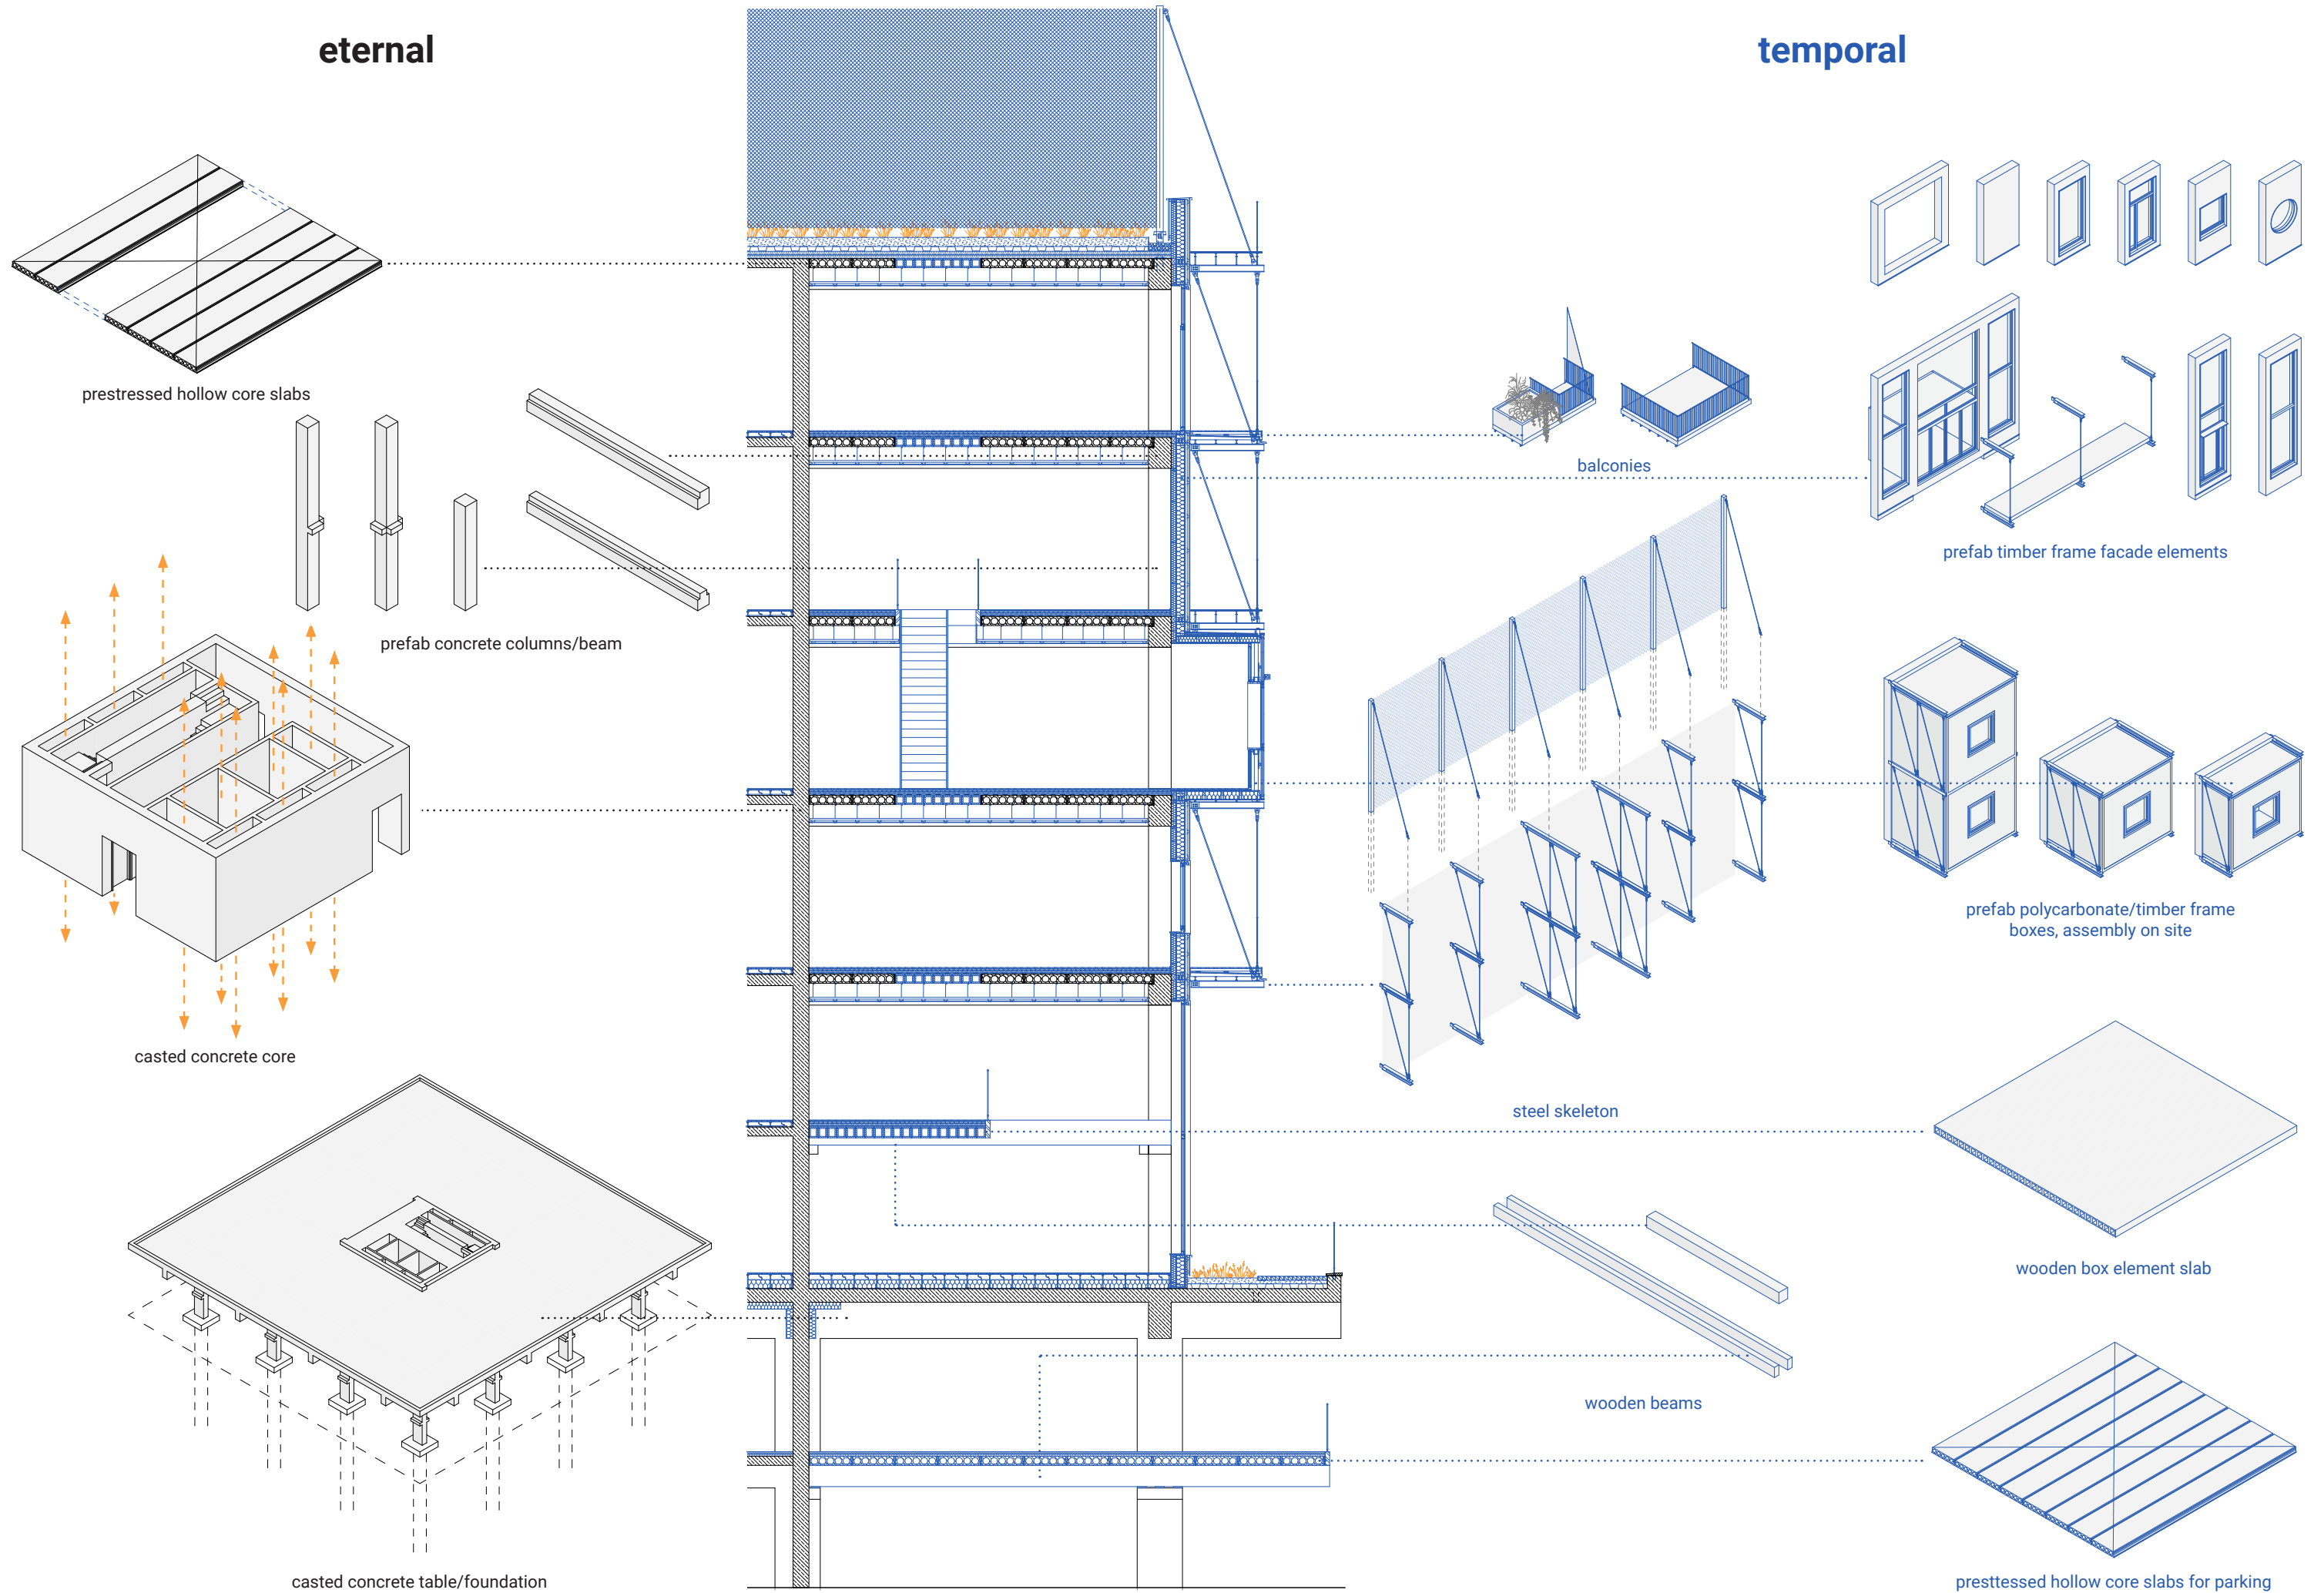 eternal
temporal
prestressed hollow core slabs
balconies
prefab timber frame facade elements
prefab concrete columns/beam
prefab polycarbonate/timber frame
boxes, assembly on site
casted concrete core
steel skeleton
wooden box element slab
wooden beams
casted concrete table/foundation
presttessed hollow core slabs for parking